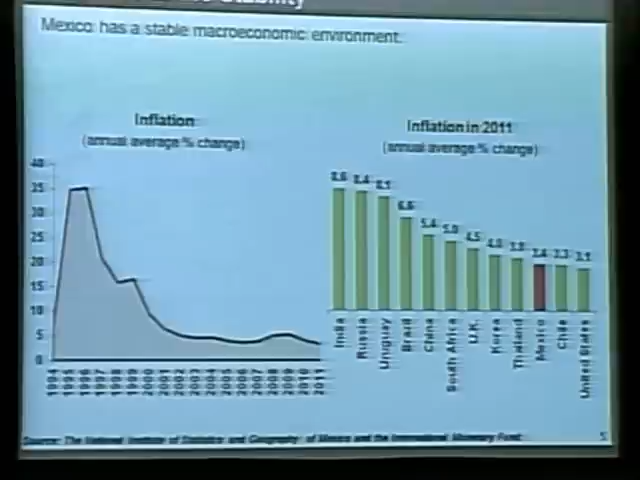 Stability
Mexico has a stable macroeconomic environment.
Inflation
(annual average % change)
40
35
30
25
20
15
10
5
0
1994 1995 1996 1997 1998 1999 2000 2001 2002 2003 2004 2005 2006 2007 2008 2009 2010 2011
Inflation in 2011
(annual average % change)
8.6 8.4 8.1 6.6 5.4 5.0 4.5 4.0 3.8 3.4 3.3 3.1
India Russia Uruguay Brazil China South Africa U.K. Korea Thailand Mexico Chile United States
Source: The National Institute of Statistics and Geography of Mexico and the International Monetary Fund.
5